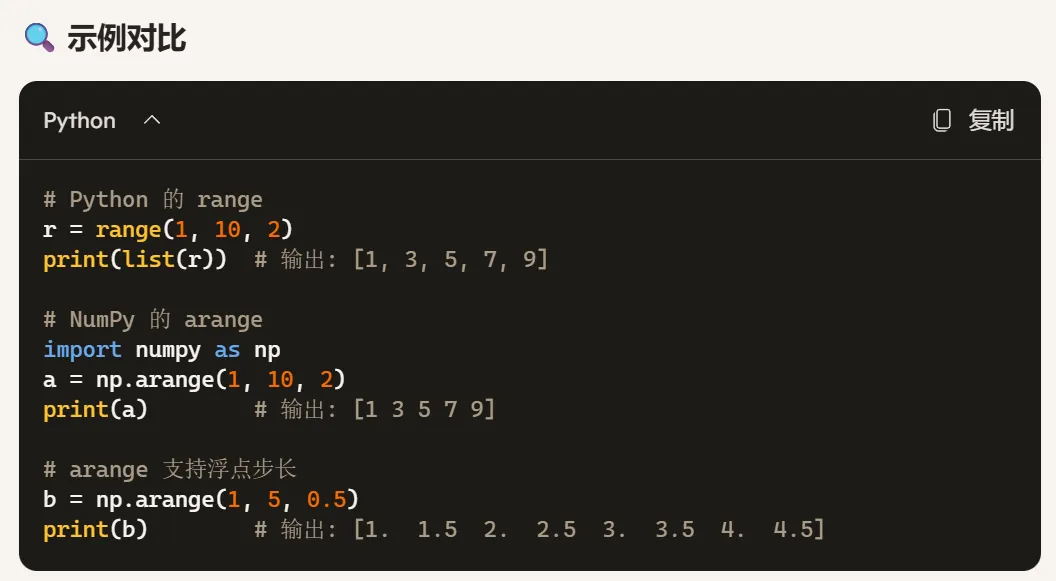 🔍 示例对比
Python
复制
# Python 的 range
r = range(1, 10, 2)
print(list(r))  # 输出: [1, 3, 5, 7, 9]

# NumPy 的 arange
import numpy as np
a = np.arange(1, 10, 2)
print(a)        # 输出: [1 3 5 7 9]

# arange 支持浮点步长
b = np.arange(1, 5, 0.5)
print(b)        # 输出: [1.  1.5  2.  2.5  3.  3.5  4.  4.5]